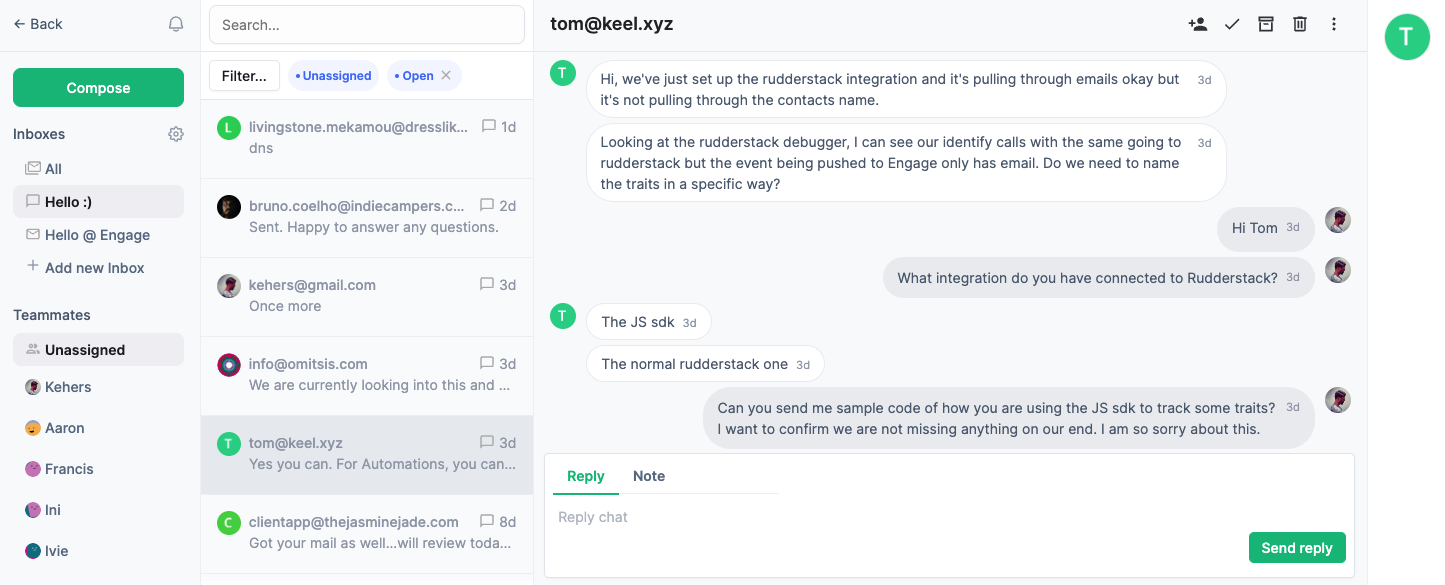 Back
Compose
Inboxes
All
Hello :)
Hello @ Engage
Add new Inbox
Teammates
Unassigned
Kehers
Aaron
Francis
Ini
Ivie
Search...
Filter...
Unassigned
Open
L
livingstone.mekamou@dresslik...
1d
dns
bruno.coelho@indiecampers.c...
2d
Sent. Happy to answer any questions.
kehers@gmail.com
3d
Once more
info@omitsis.com
3d
We are currently looking into this and ...
T
tom@keel.xyz
3d
Yes you can. For Automations, you can...
C
clientapp@thejasminejade.com
8d
Got your mail as well...will review toda...
tom@keel.xyz
T
Hi, we've just set up the rudderstack integration and it's pulling through emails okay but
3d
it's not pulling through the contacts name.
Looking at the rudderstack debugger, I can see our identify calls with the same going to
3d
rudderstack but the event being pushed to Engage only has email. Do we need to name
the traits in a specific way?
Hi Tom 3d
What integration do you have connected to Rudderstack? 3d
T
The JS sdk 3d
The normal rudderstack one 3d
Can you send me sample code of how you are using the JS sdk to track some traits? 3d
I want to confirm we are not missing anything on our end. I am so sorry about this.
Reply
Note
Reply chat
Send reply
T